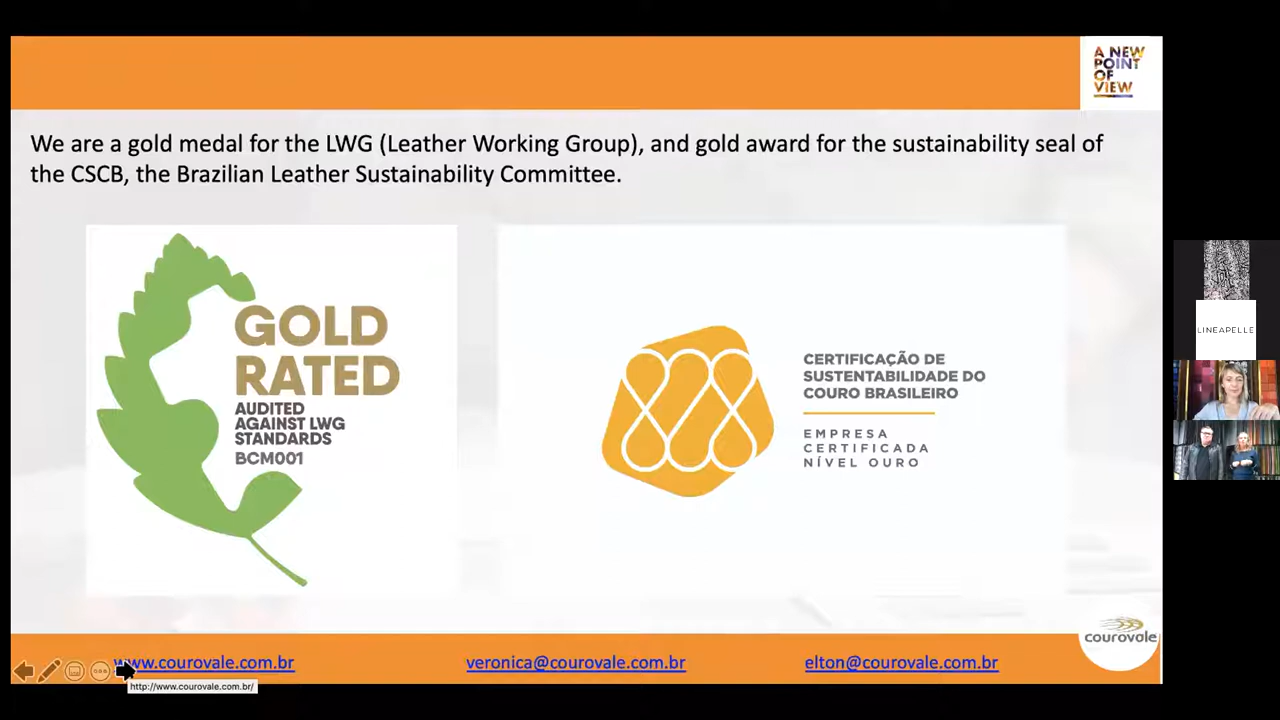 A NEW
POINT
OF
VIEW
We are a gold medal for the LWG (Leather Working Group), and gold award for the sustainability seal of
the CSCB, the Brazilian Leather Sustainability Committee.
GOLD
RATED
AUDITED
AGAINST LWG
STANDARDS
BCM001
CERTIFICAÇÃO DE
SUSTENTABILIDADE DO
COURO BRASILEIRO
EMPRESA
CERTIFICADA
NÍVEL OURO
LINEAPELLE
courovale
www.courovale.com.br
veronica@courovale.com.br
elton@courovale.com.br
http://www.courovale.com.br/